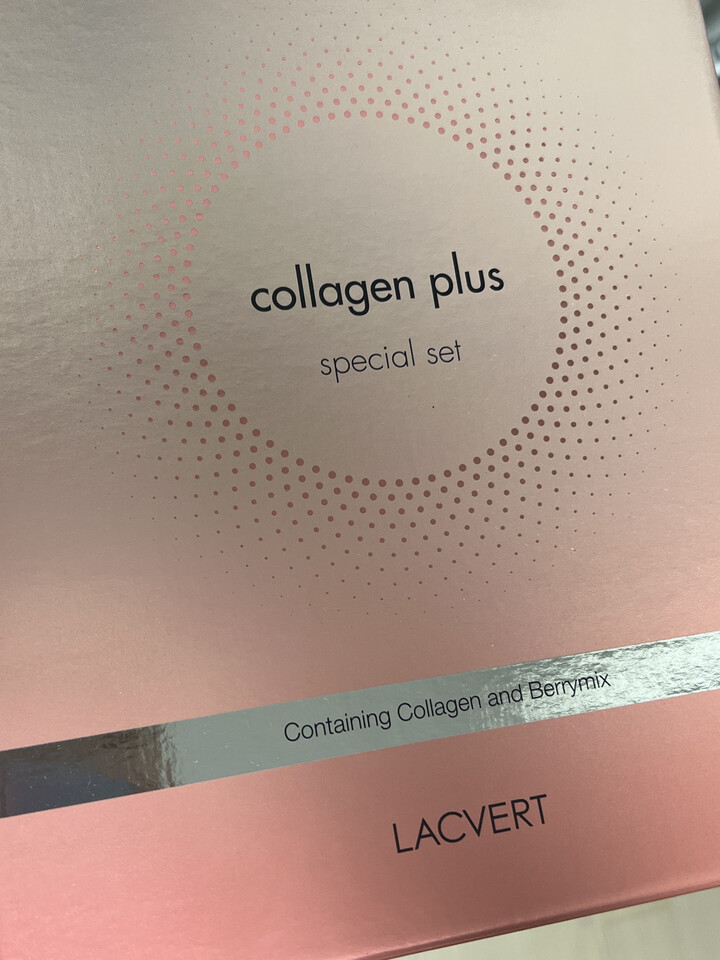 collagen plus
special set
Containing Collagen and Berrymix
LACVERT